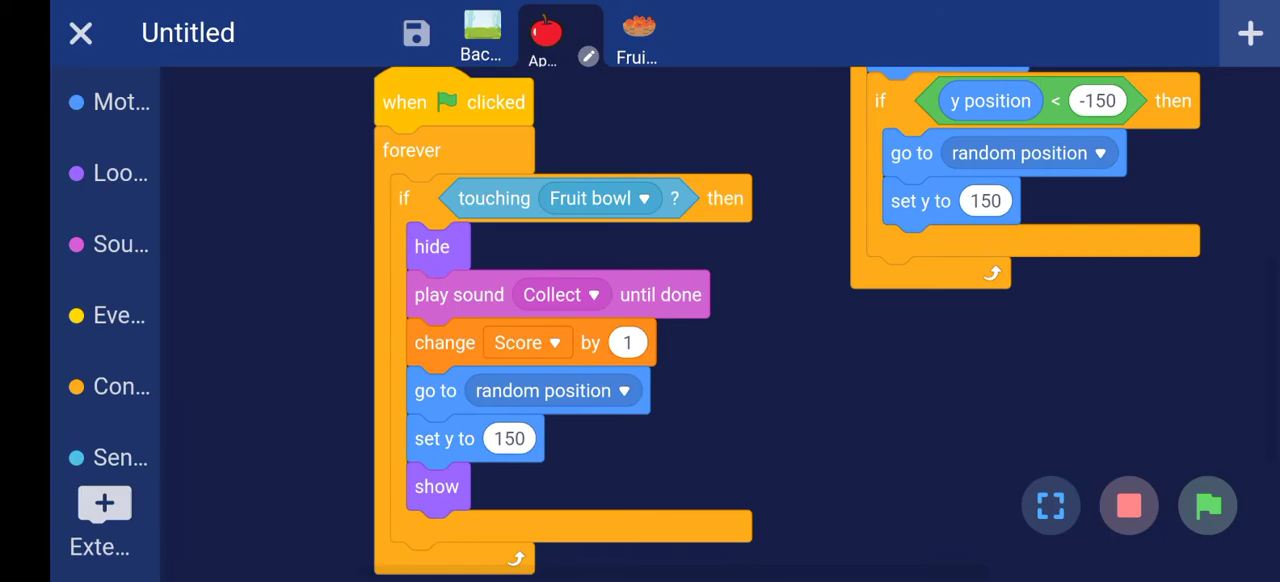 Untitled
Bac...
Ap...
Frui...
Mot...
Loo...
Sou...
Eve...
Con...
Sen...
Exte...
when clicked
forever
if touching Fruit bowl ? then
hide
play sound Collect until done
change Score by 1
go to random position
set y to 150
show
if y position < -150 then
go to random position
set y to 150